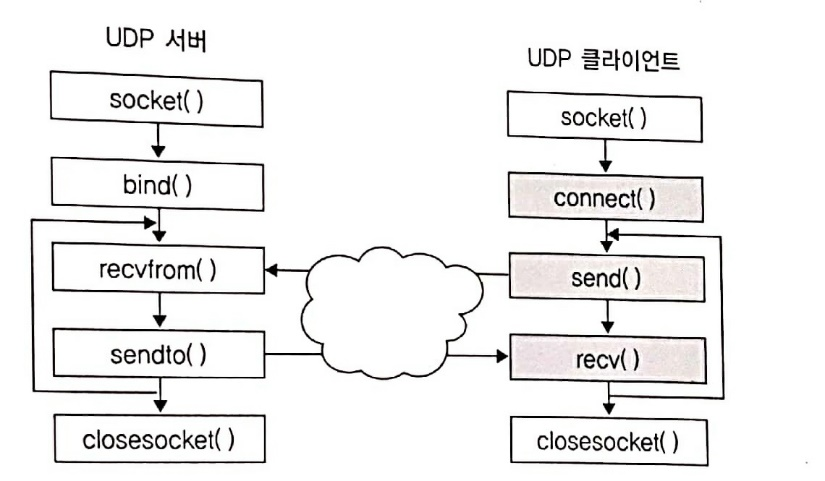 UDP 서버
socket( )
bind( )
recvfrom( )
sendto( )
closesocket( )
UDP 클라이언트
socket( )
connect( )
send( )
recv( )
closesocket( )